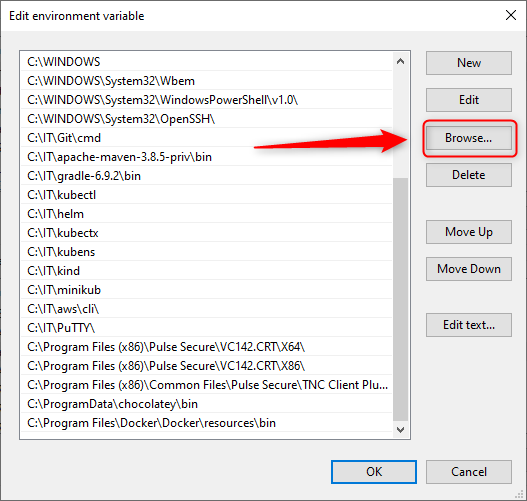 Edit environment variable
C:\WINDOWS
C:\WINDOWS\System32\Wbem
C:\WINDOWS\System32\WindowsPowerShell\v1.0\
C:\WINDOWS\System32\OpenSSH\
C:\IT\Git\cmd
C:\IT\apache-maven-3.8.5-priv\bin
C:\IT\gradle-6.9.2\bin
C:\IT\kubectl
C:\IT\helm
C:\IT\kubectx
C:\IT\kubens
C:\IT\kind
C:\IT\minikub
C:\IT\aws\cli\
C:\IT\PuTTY\
C:\Program Files (x86)\Pulse Secure\VC142.CRT\X64\
C:\Program Files (x86)\Pulse Secure\VC142.CRT\X86\
C:\Program Files (x86)\Common Files\Pulse Secure\TNC Client Plu...
C:\ProgramData\chocolatey\bin
C:\Program Files\Docker\Docker\resources\bin
New
Edit
Browse...
Delete
Move Up
Move Down
Edit text...
OK
Cancel